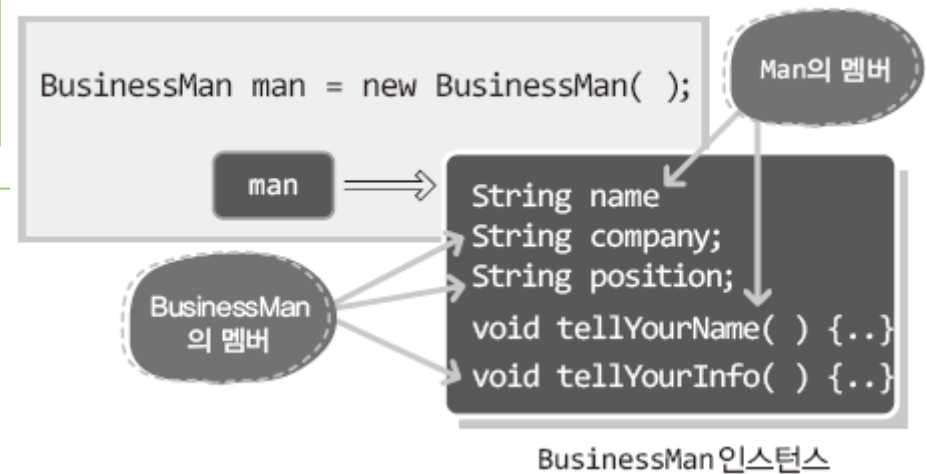 BusinessMan man = new BusinessMan( );
Man의 멤버
man
String name
String company;
String position;
void tellYourName( ) {..}
void tellYourInfo( ) {..}
BusinessMan
의 멤버
BusinessMan인스턴스